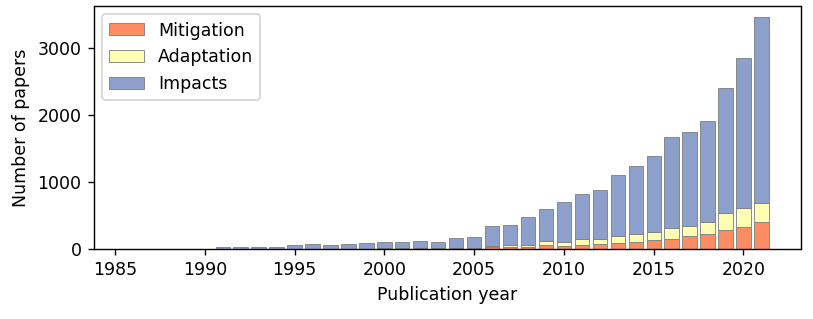 Mitigation
Adaptation
Impacts
Number of papers
3000
2000
1000
0
1985 1990 1995 2000 2005 2010 2015 2020
Publication year